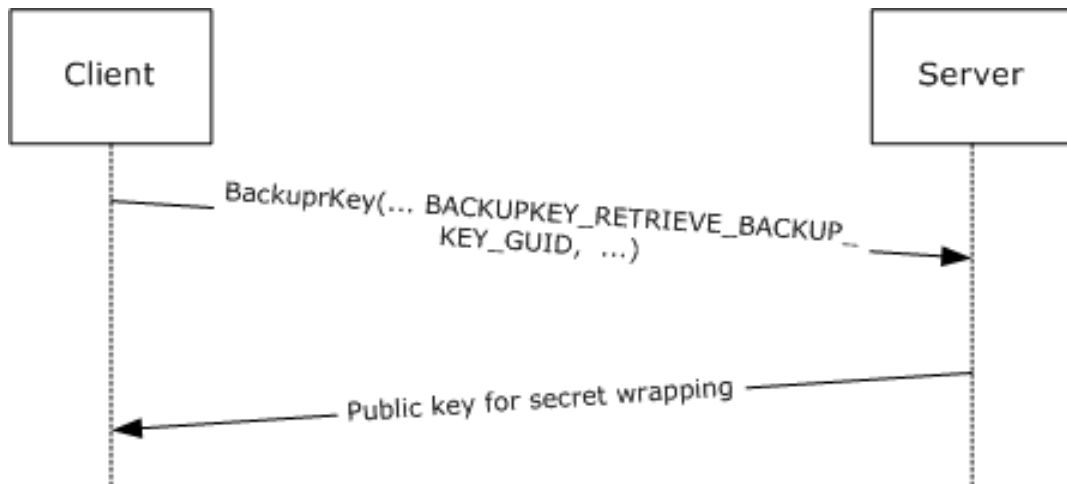 Client
Server
BackuprKey(... BACKUPKEY_RETRIEVE_BACKUP_
KEY_GUID, ...)
Public key for secret wrapping